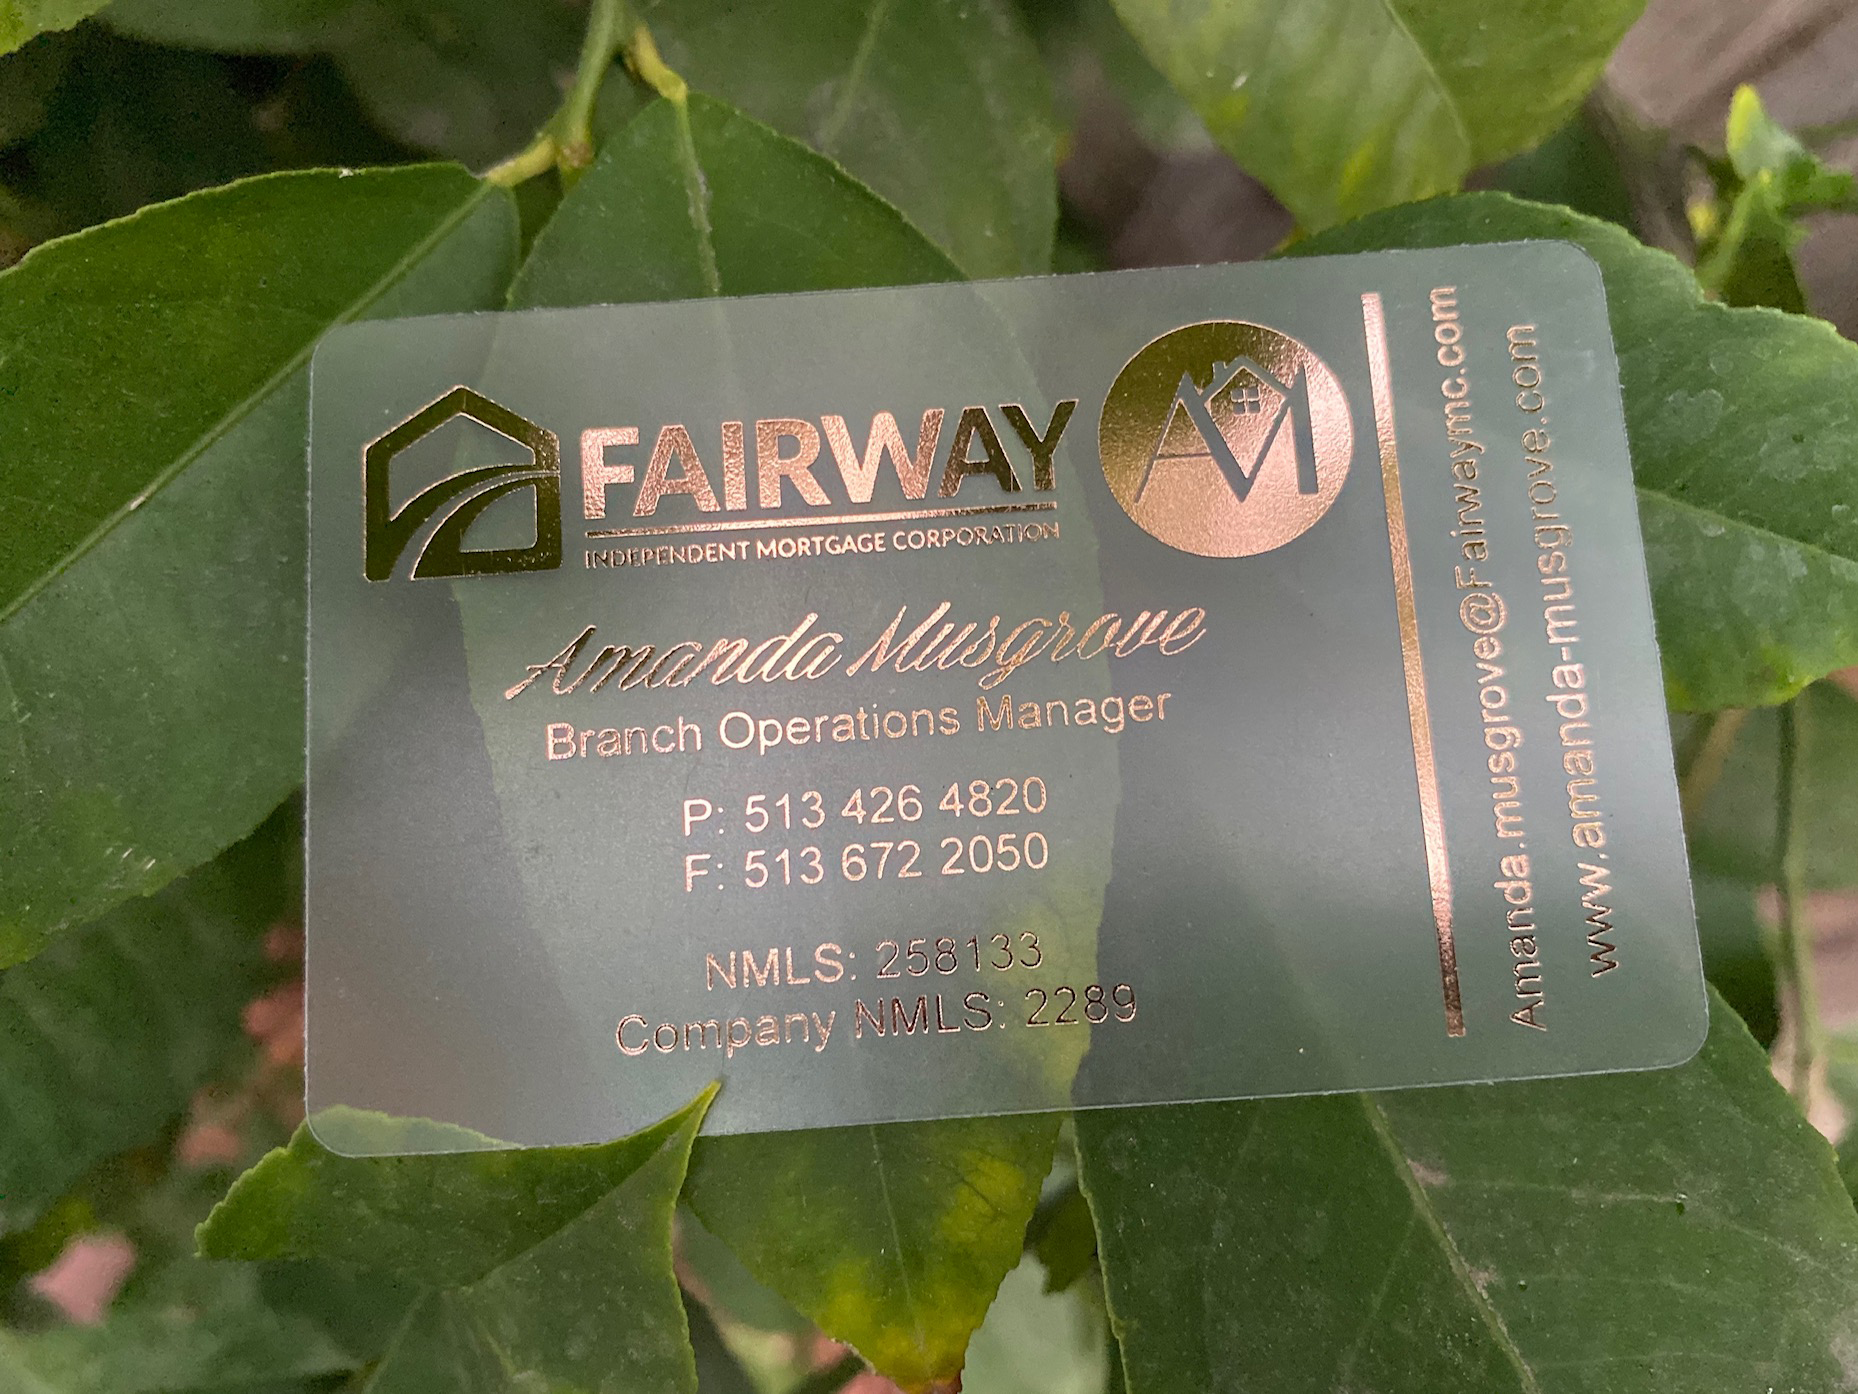 FAIRWAY
INDEPENDENT MORTGAGE CORPORATION
AM
Amanda Musgrove
Branch Operations Manager
P: 513 426 4820
F: 513 672 2050
NMLS: 258133
Company NMLS: 2289
Amanda.musgrove@Fairwaymc.com
www.amanda-musgrove.com